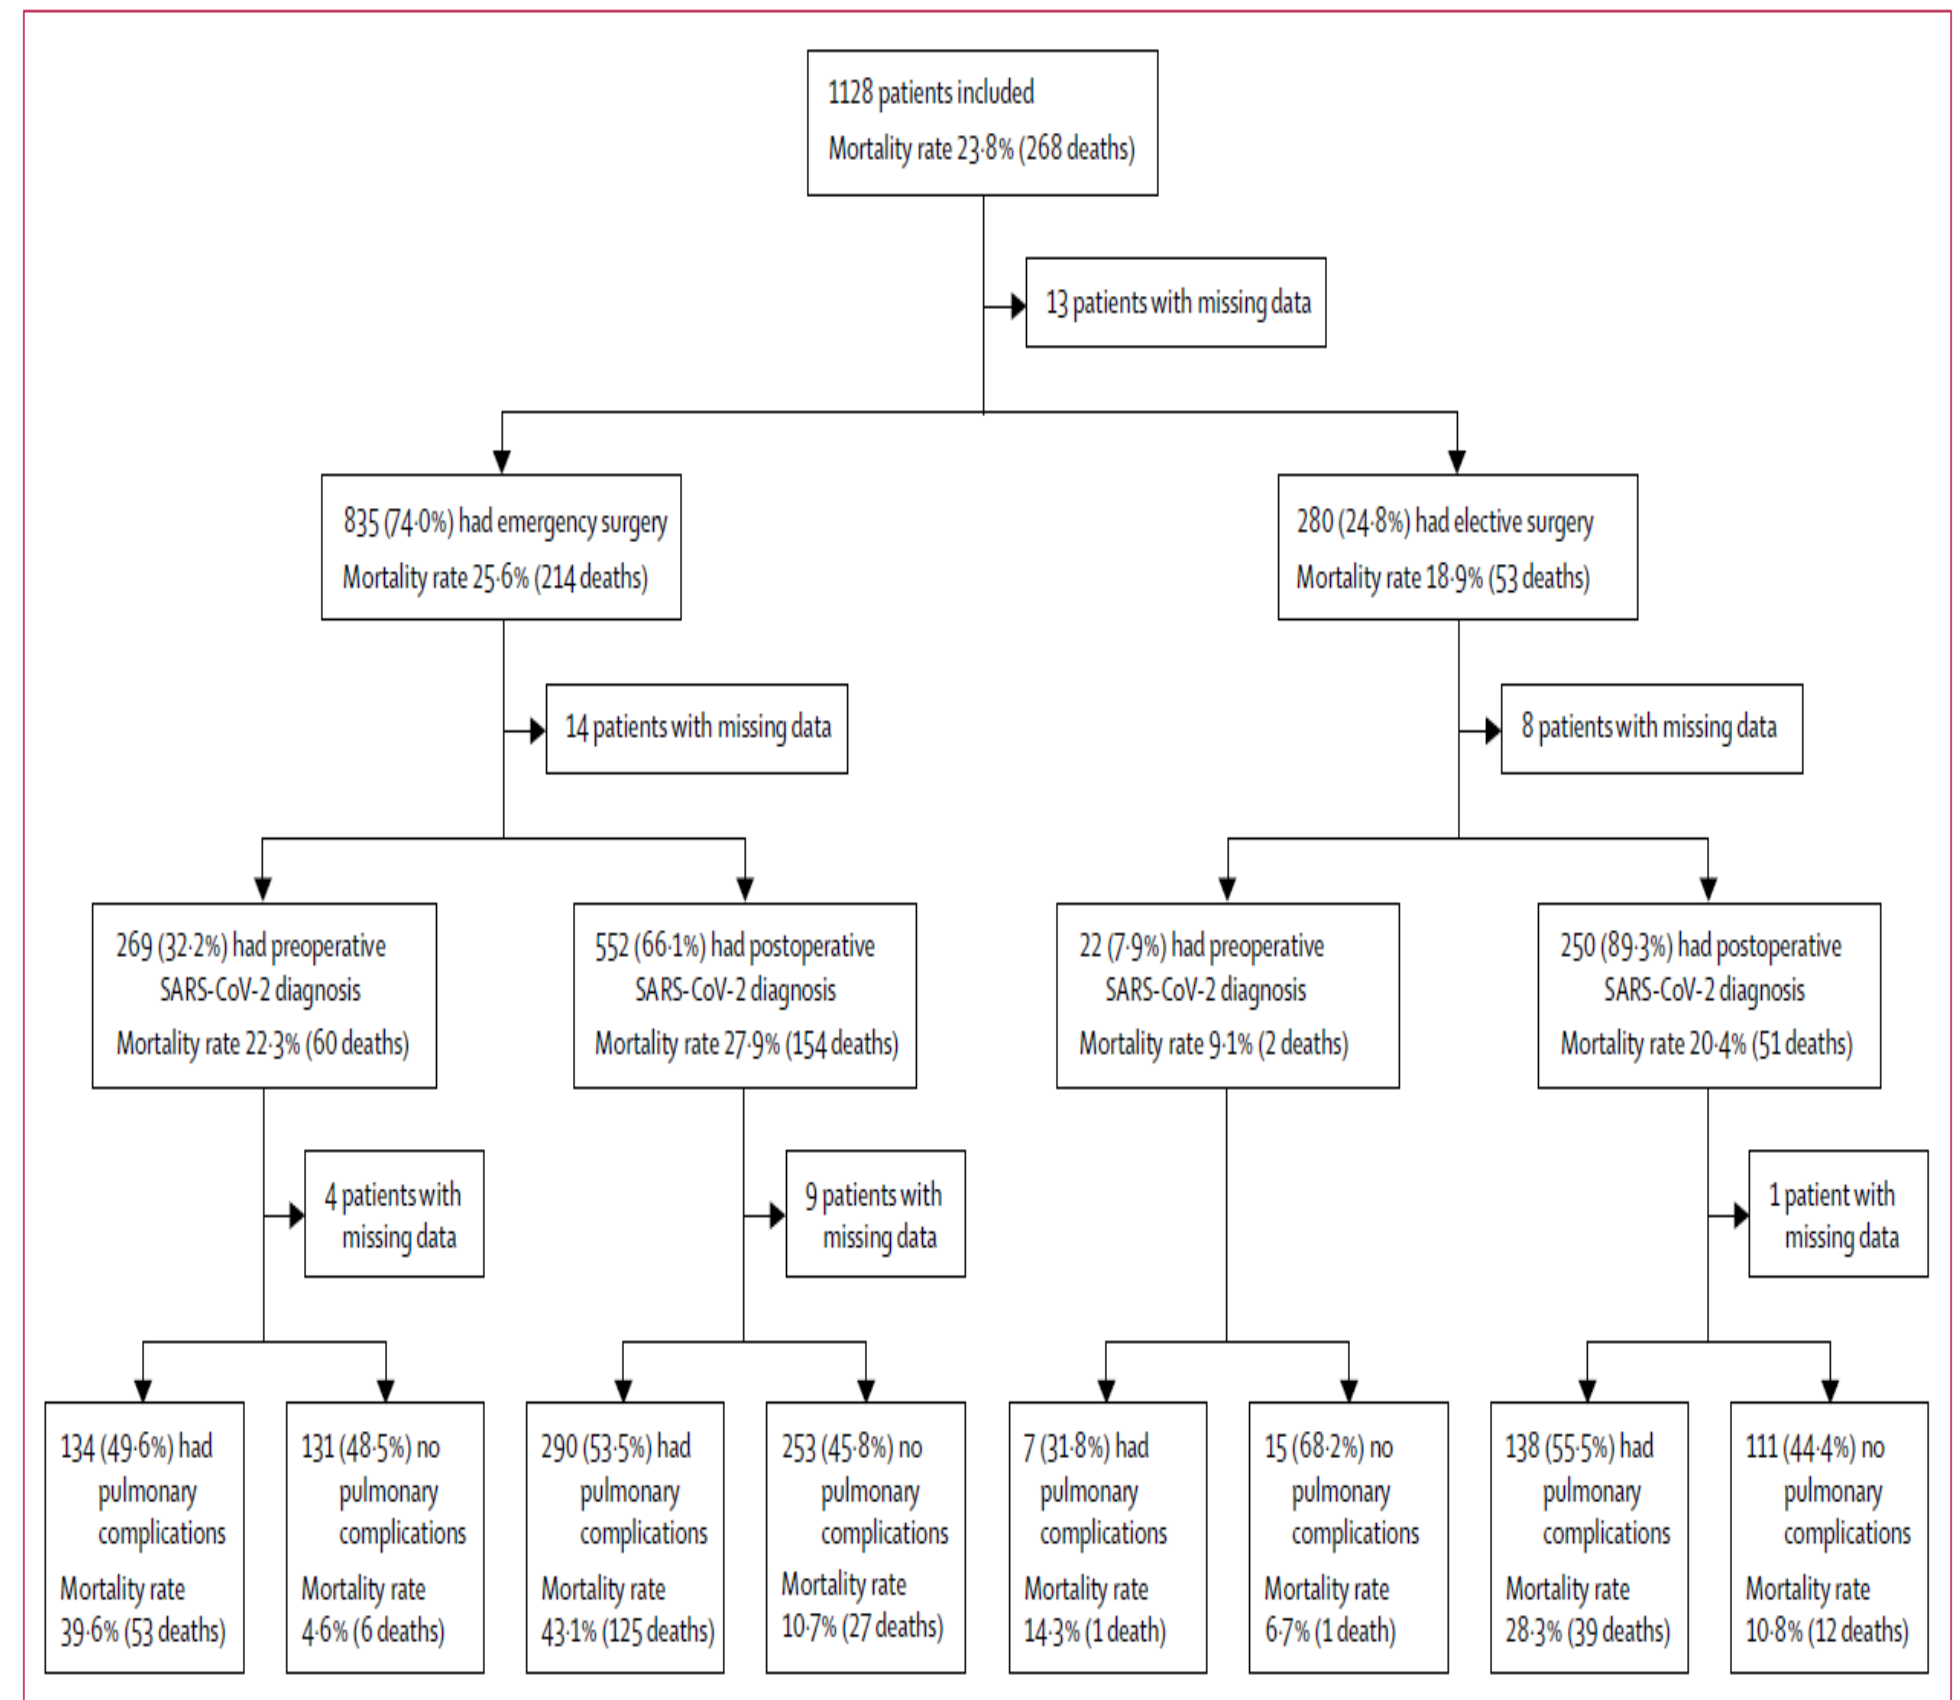 1128 patients included
Mortality rate 23·8% (268 deaths)
13 patients with missing data
835 (74·0%) had emergency surgery
Mortality rate 25·6% (214 deaths)
280 (24·8%) had elective surgery
Mortality rate 18·9% (53 deaths)
14 patients with missing data
8 patients with missing data
269 (32·2%) had preoperative
SARS-CoV-2 diagnosis
Mortality rate 22·3% (60 deaths)
552 (66·1%) had postoperative
SARS-CoV-2 diagnosis
Mortality rate 27·9% (154 deaths)
22 (7·9%) had preoperative
SARS-CoV-2 diagnosis
Mortality rate 9·1% (2 deaths)
250 (89·3%) had postoperative
SARS-CoV-2 diagnosis
Mortality rate 20·4% (51 deaths)
4 patients with
missing data
9 patients with
missing data
1 patient with
missing data
134 (49·6%) had
pulmonary
complications
Mortality rate
39·6% (53 deaths)
131 (48·5%) no
pulmonary
complications
Mortality rate
4·6% (6 deaths)
290 (53·5%) had
pulmonary
complications
Mortality rate
43·1% (125 deaths)
253 (45·8%) no
pulmonary
complications
Mortality rate
10·7% (27 deaths)
7 (31·8%) had
pulmonary
complications
Mortality rate
14·3% (1 death)
15 (68·2%) no
pulmonary
complications
Mortality rate
6·7% (1 death)
138 (55·5%) had
pulmonary
complications
Mortality rate
28·3% (39 deaths)
111 (44·4%) no
pulmonary
complications
Mortality rate
10·8% (12 deaths)